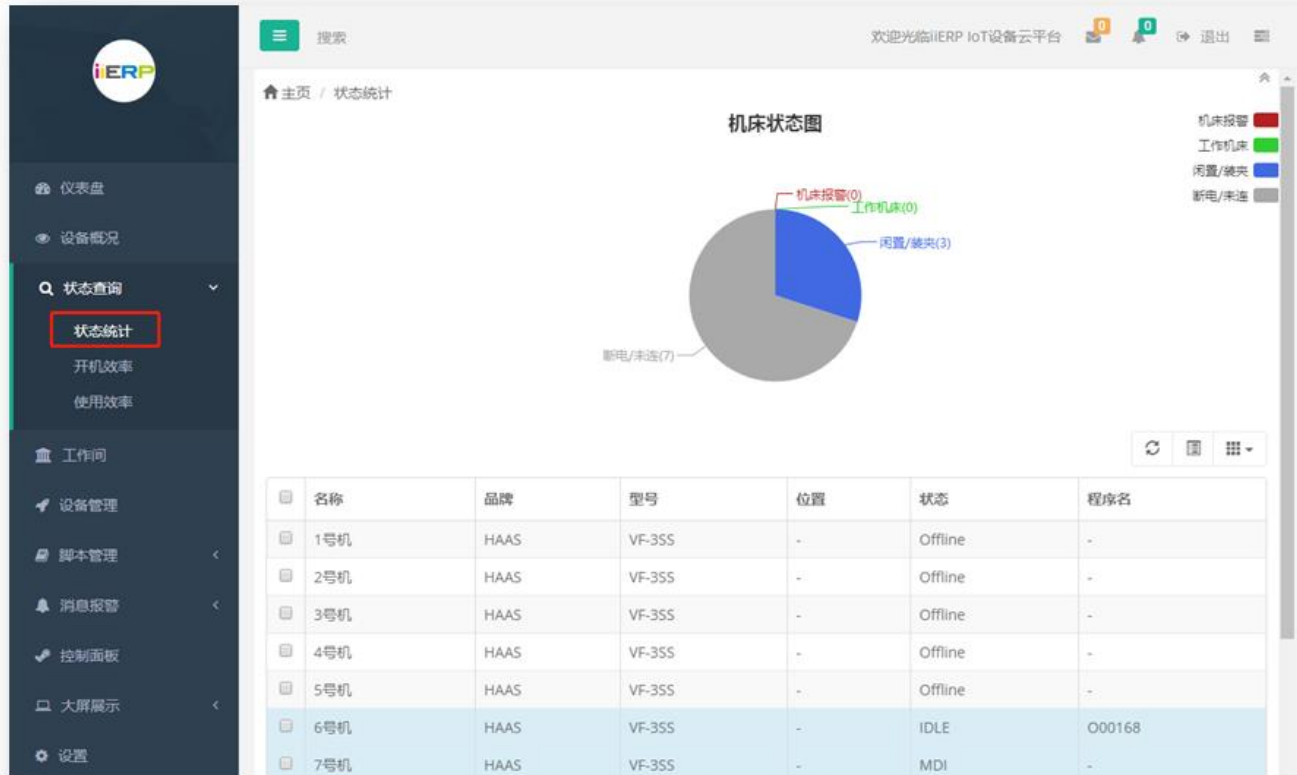 iiERP
搜索
欢迎光临iiERP IoT设备云平台
0
0
退出
主页 / 状态统计
机床状态图
机床报警
工作机床
闲置/装夹
断电/未连
机床报警(0)
工作机床(0)
闲置/装夹(3)
断电/未连(7)
仪表盘
设备概况
状态查询
状态统计
开机效率
使用效率
工作间
设备管理
脚本管理
消息报警
控制面板
大屏展示
设置
名称 品牌 型号 位置 状态 程序名
1号机 HAAS VF-3SS - Offline -
2号机 HAAS VF-3SS - Offline -
3号机 HAAS VF-3SS - Offline -
4号机 HAAS VF-3SS - Offline -
5号机 HAAS VF-3SS - Offline -
6号机 HAAS VF-3SS - IDLE O00168
7号机 HAAS VF-3SS - MDI -